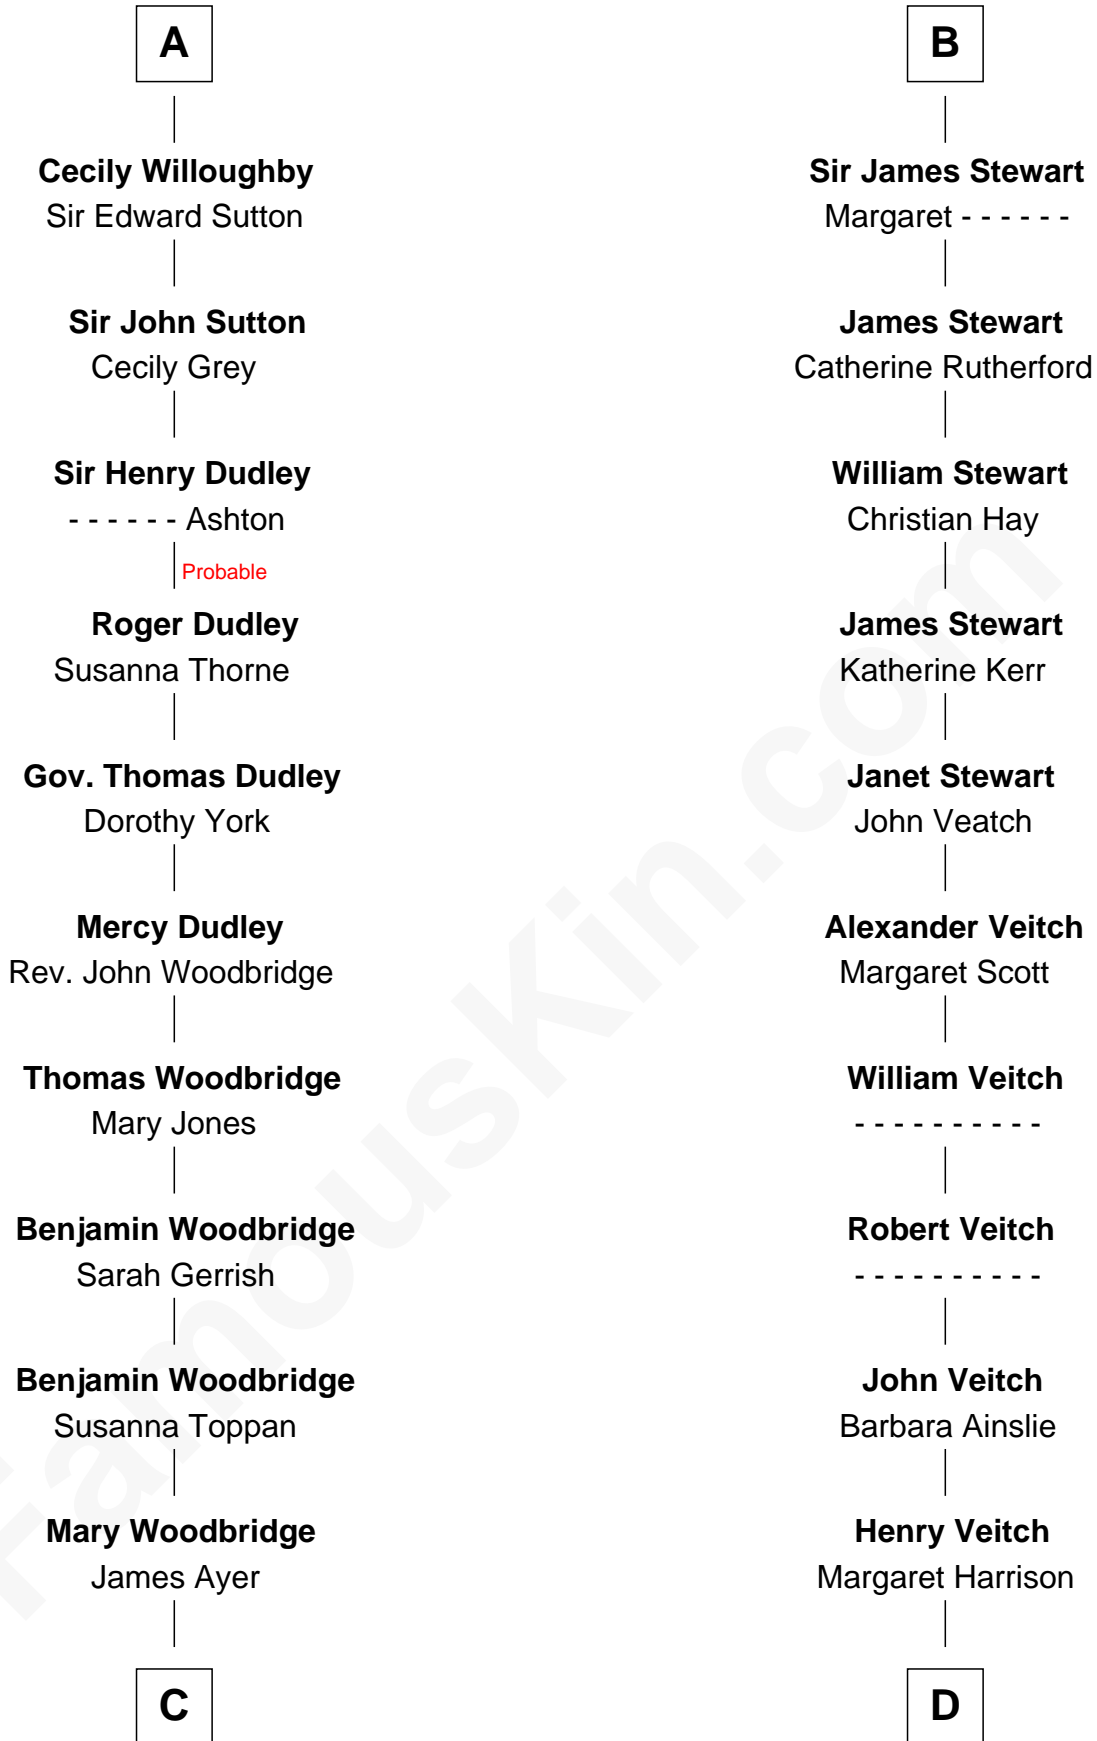 A
Cecily Willoughby
Sir Edward Sutton
Sir John Sutton
Cecily Grey
Sir Henry Dudley
- - - - - - Ashton
Probable
Roger Dudley
Susanna Thorne
Gov. Thomas Dudley
Dorothy York
Mercy Dudley
Rev. John Woodbridge
Thomas Woodbridge
Mary Jones
Benjamin Woodbridge
Sarah Gerrish
Benjamin Woodbridge
Susanna Toppan
Mary Woodbridge
James Ayer
C
B
Sir James Stewart
Margaret - - - - - -
James Stewart
Catherine Rutherford
William Stewart
Christian Hay
James Stewart
Katherine Kerr
Janet Stewart
John Veatch
Alexander Veitch
Margaret Scott
William Veitch
- - - - - - - - - -
Robert Veitch
- - - - - - - - - -
John Veitch
Barbara Ainslie
Henry Veitch
Margaret Harrison
D
FamousKin.com